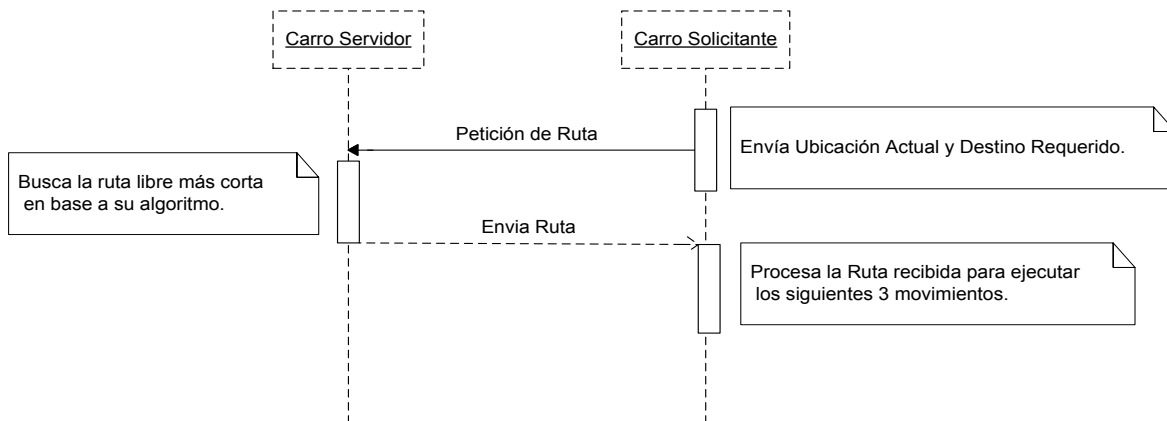 Carro Servidor
Carro Solicitante
Petición de Ruta
Envía Ubicación Actual y Destino Requerido.
Busca la ruta libre más corta
en base a su algoritmo.
Envia Ruta
Procesa la Ruta recibida para ejecutar
los siguientes 3 movimientos.